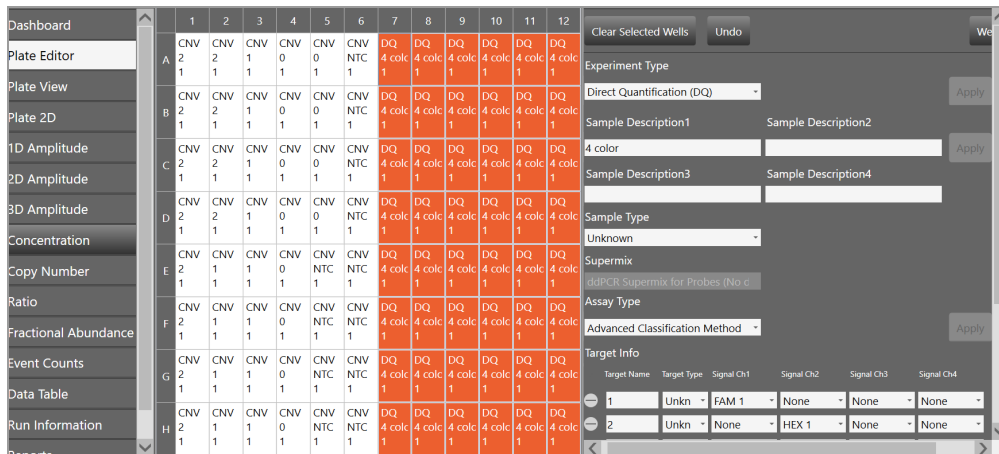 Dashboard
Plate Editor
Plate View
Plate 2D
1D Amplitude
2D Amplitude
3D Amplitude
Concentration
Copy Number
Ratio
Fractional Abundance
Event Counts
Data Table
Run Information
Reports
1 2 3 4 5 6 7 8 9 10 11 12
A
CNV CNV CNV CNV CNV CNV DQ DQ DQ DQ DQ DQ
2 2 1 0 0 NTC 4 colc 4 colc 4 colc 4 colc 4 colc 4 colc
1 1 1 1 1 1 1 1 1 1 1 1
B
CNV CNV CNV CNV CNV CNV DQ DQ DQ DQ DQ DQ
2 2 1 0 0 NTC 4 colc 4 colc 4 colc 4 colc 4 colc 4 colc
1 1 1 1 1 1 1 1 1 1 1 1
C
CNV CNV CNV CNV CNV CNV DQ DQ DQ DQ DQ DQ
2 2 1 0 0 NTC 4 colc 4 colc 4 colc 4 colc 4 colc 4 colc
1 1 1 1 1 1 1 1 1 1 1 1
D
CNV CNV CNV CNV CNV CNV DQ DQ DQ DQ DQ DQ
2 2 1 0 0 NTC 4 colc 4 colc 4 colc 4 colc 4 colc 4 colc
1 1 1 1 1 1 1 1 1 1 1 1
E
CNV CNV CNV CNV CNV CNV DQ DQ DQ DQ DQ DQ
2 1 1 0 NTC NTC 4 colc 4 colc 4 colc 4 colc 4 colc 4 colc
1 1 1 1 1 1 1 1 1 1 1 1
F
CNV CNV CNV CNV CNV CNV DQ DQ DQ DQ DQ DQ
2 1 1 0 NTC NTC 4 colc 4 colc 4 colc 4 colc 4 colc 4 colc
1 1 1 1 1 1 1 1 1 1 1 1
G
CNV CNV CNV CNV CNV CNV DQ DQ DQ DQ DQ DQ
2 1 1 0 NTC NTC 4 colc 4 colc 4 colc 4 colc 4 colc 4 colc
1 1 1 1 1 1 1 1 1 1 1 1
H
CNV CNV CNV CNV CNV CNV DQ DQ DQ DQ DQ DQ
2 1 1 0 NTC NTC 4 colc 4 colc 4 colc 4 colc 4 colc 4 colc
1 1 1 1 1 1 1 1 1 1 1 1
Clear Selected Wells Undo We
Experiment Type
Direct Quantification (DQ) Apply
Sample Description1 Sample Description2
4 color Apply
Sample Description3 Sample Description4
Sample Type
Unknown
Supermix
ddPCR Supermix for Probes (No d
Assay Type
Advanced Classification Method Apply
Target Info
Target Name Target Type Signal Ch1 Signal Ch2 Signal Ch3 Signal Ch4
1 Unkn FAM 1 None None None
2 Unkn None HEX 1 None None